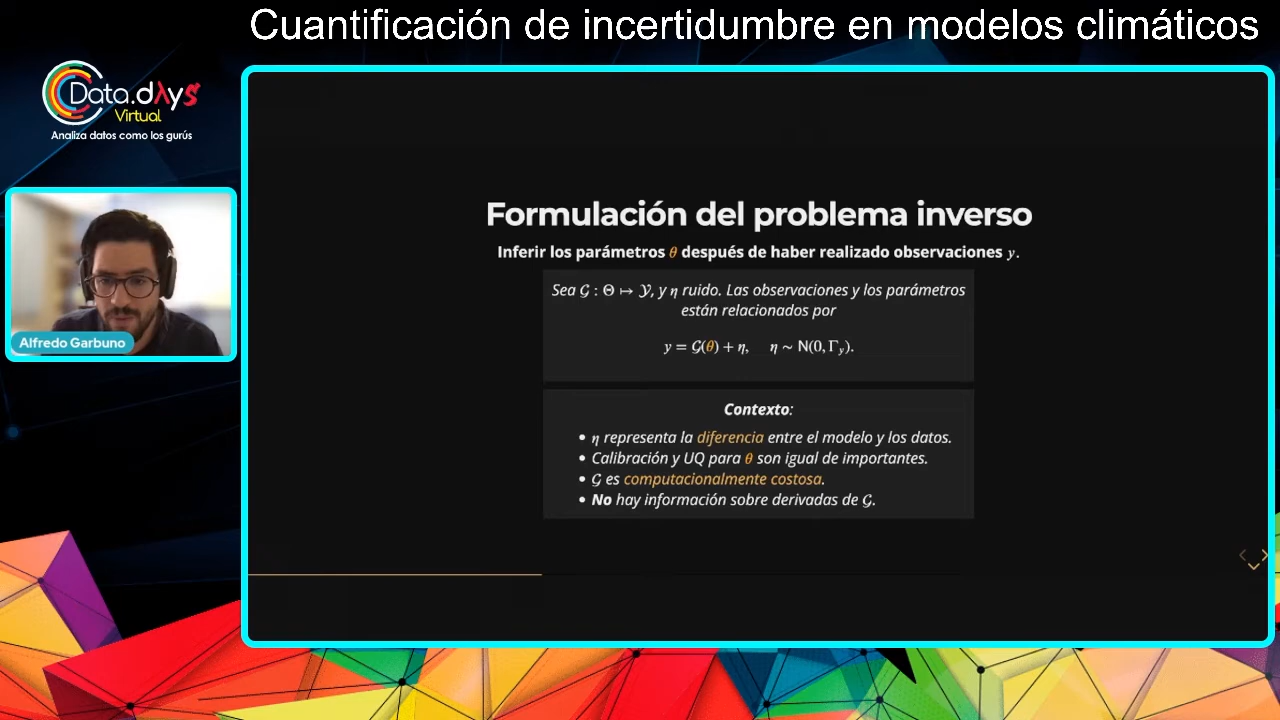 Cuantificación de incertidumbre en modelos climáticos
Data.dAys
Virtual
Analiza datos como los gurús
Alfredo Garbuno
Formulación del problema inverso
Inferir los parámetros θ después de haber realizado observaciones y.
Sea 𝒢 : Θ ↦ 𝒴, y η ruido. Las observaciones y los parámetros
están relacionados por
y = 𝒢(θ) + η, η ∼ N(0, Γy).
Contexto:
• η representa la diferencia entre el modelo y los datos.
• Calibración y UQ para θ son igual de importantes.
• 𝒢 es computacionalmente costosa.
• No hay información sobre derivadas de 𝒢.